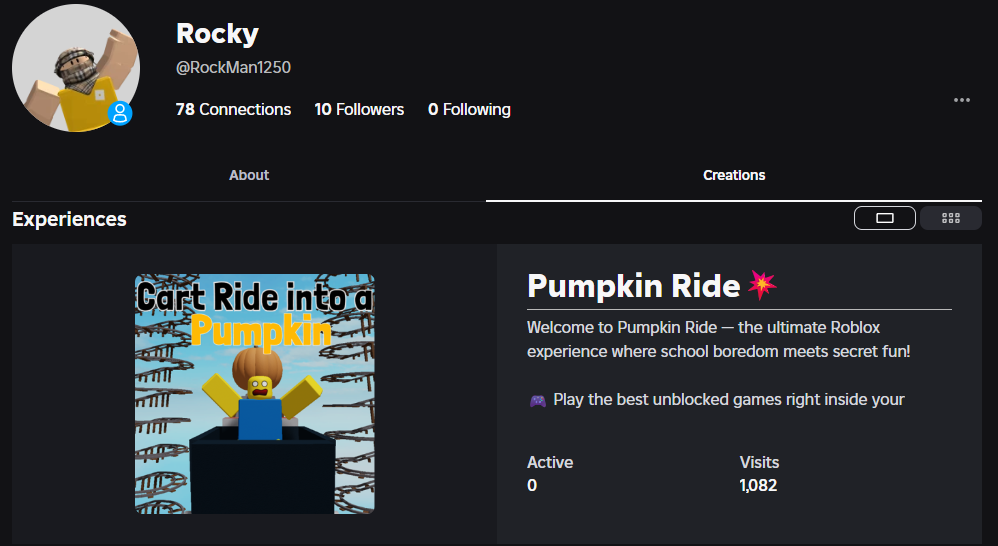 Rocky
@RockMan1250
78 Connections 10 Followers 0 Following
About Creations
Experiences
Cart Ride into a
Pumpkin
Pumpkin Ride💥
Welcome to Pumpkin Ride — the ultimate Roblox
experience where school boredom meets secret fun!
🎮 Play the best unblocked games right inside your
Active Visits
0 1,082